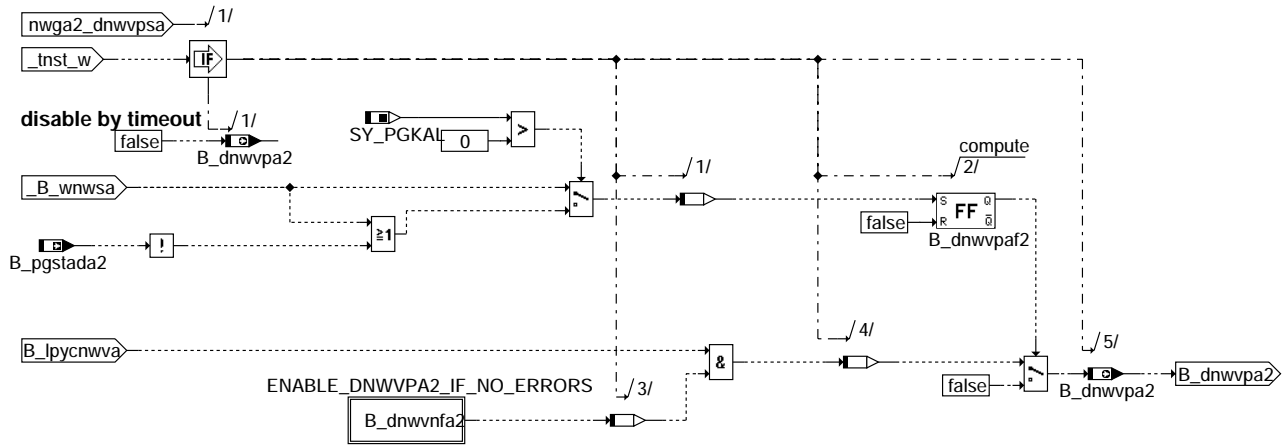 nwga2_dnwvpsa
/1/
_tnst_w
IF
disable by timeout
/1/
false
B_dnwvpa2
SY_PGKAL
0
>
compute
/1/
2/
_B_wnwsa
S Q
FF
R Q
false
B_dnwvpaf2
≥1
!
B_pgstada2
/4/
B_lpycnwva
/5/
&
ENABLE_DNWVPA2_IF_NO_ERRORS
/3/
false
B_dnwvpa2
B_dnwvpa2
B_dnwvnfa2